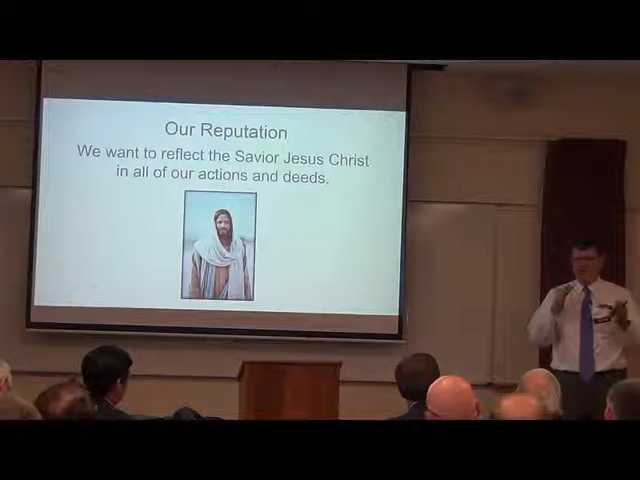 Our Reputation
We want to reflect the Savior Jesus Christ
in all of our actions and deeds.